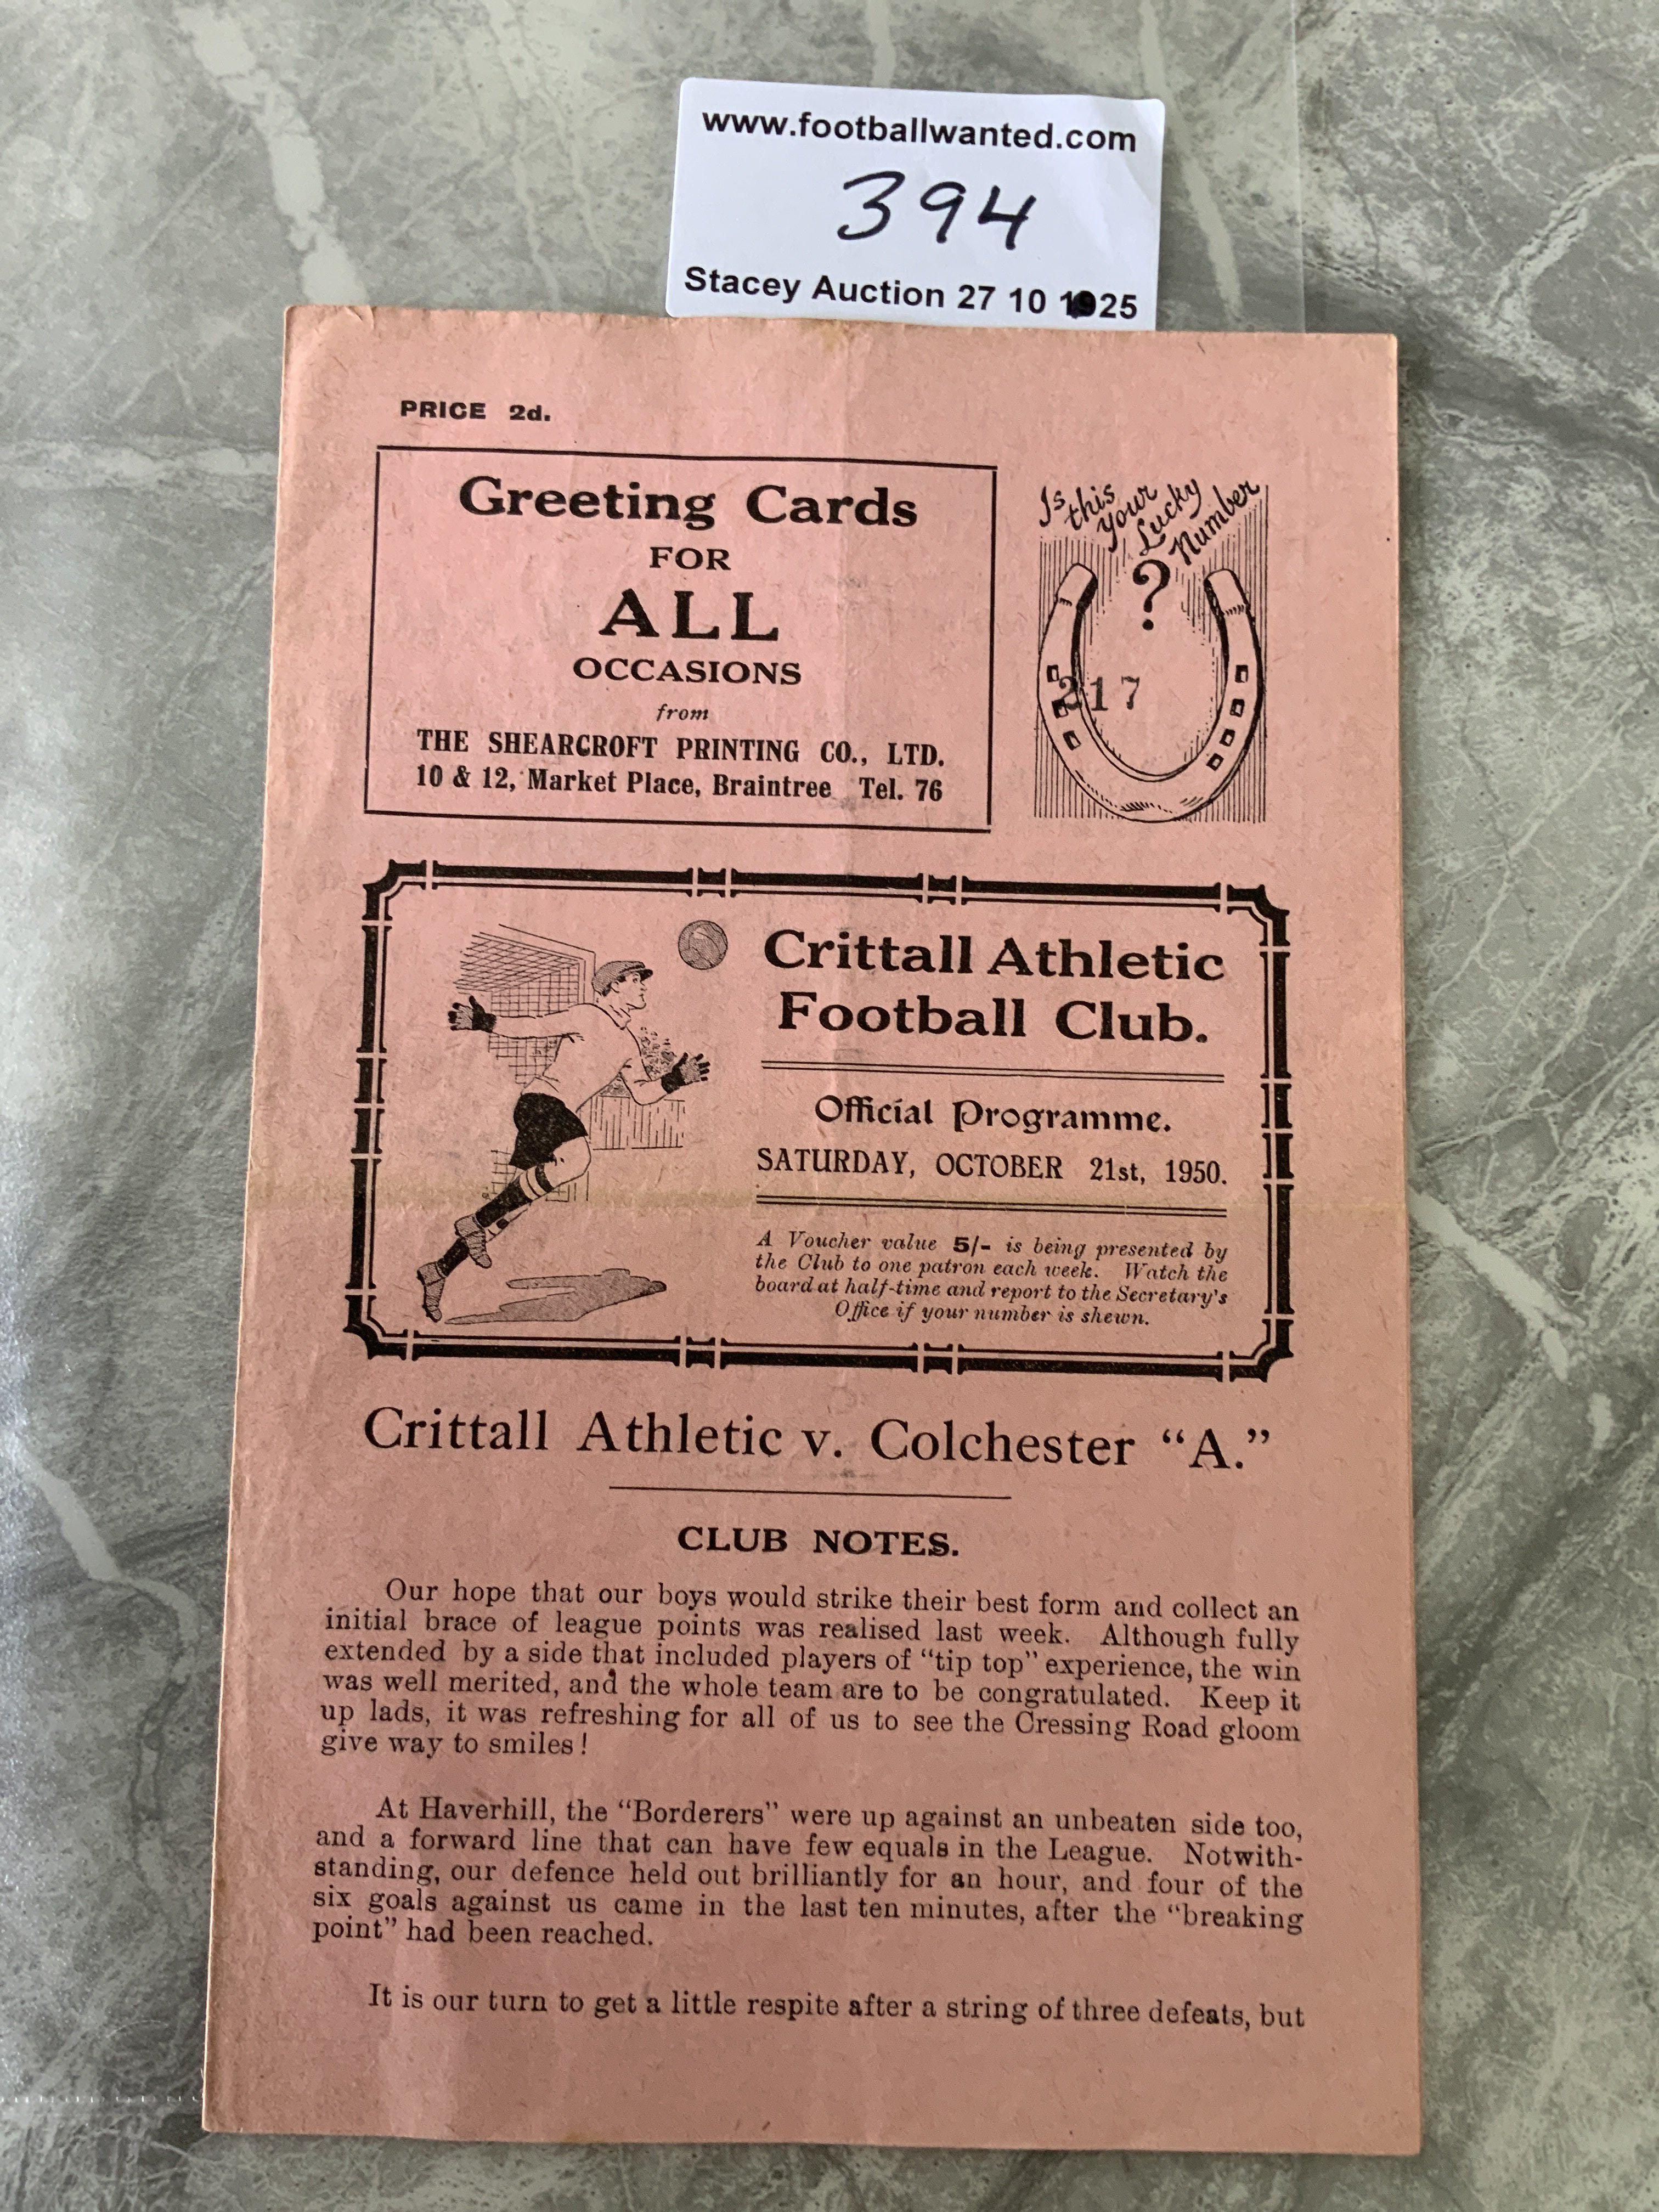 www.footballwanted.com
394
Stacey Auction 27 10 1925
PRICE 2d.
Greeting Cards
FOR
ALL
OCCASIONS
from
THE SHEARCROFT PRINTING CO., LTD.
10 & 12, Market Place, Braintree Tel. 76
Is this Your Lucky Number
?
217
Crittall Athletic
Football Club.
Official Programme.
SATURDAY, OCTOBER 21st, 1950.
A Voucher value 5/- is being presented by
the Club to one patron each week. Watch the
board at half-time and report to the Secretary's
Office if your number is shewn.
Crittall Athletic v. Colchester "A."
CLUB NOTES.
Our hope that our boys would strike their best form and collect an
initial brace of league points was realised last week. Although fully
extended by a side that included players of "tip top" experience, the win
was well merited, and the whole team are to be congratulated. Keep it
up lads, it was refreshing for all of us to see the Cressing Road gloom
give way to smiles!
At Haverhill, the "Borderers" were up against an unbeaten side too,
and a forward line that can have few equals in the League. Notwith-
standing, our defence held out brilliantly for an hour, and four of the
six goals against us came in the last ten minutes, after the "breaking
point" had been reached.
It is our turn to get a little respite after a string of three defeats, but